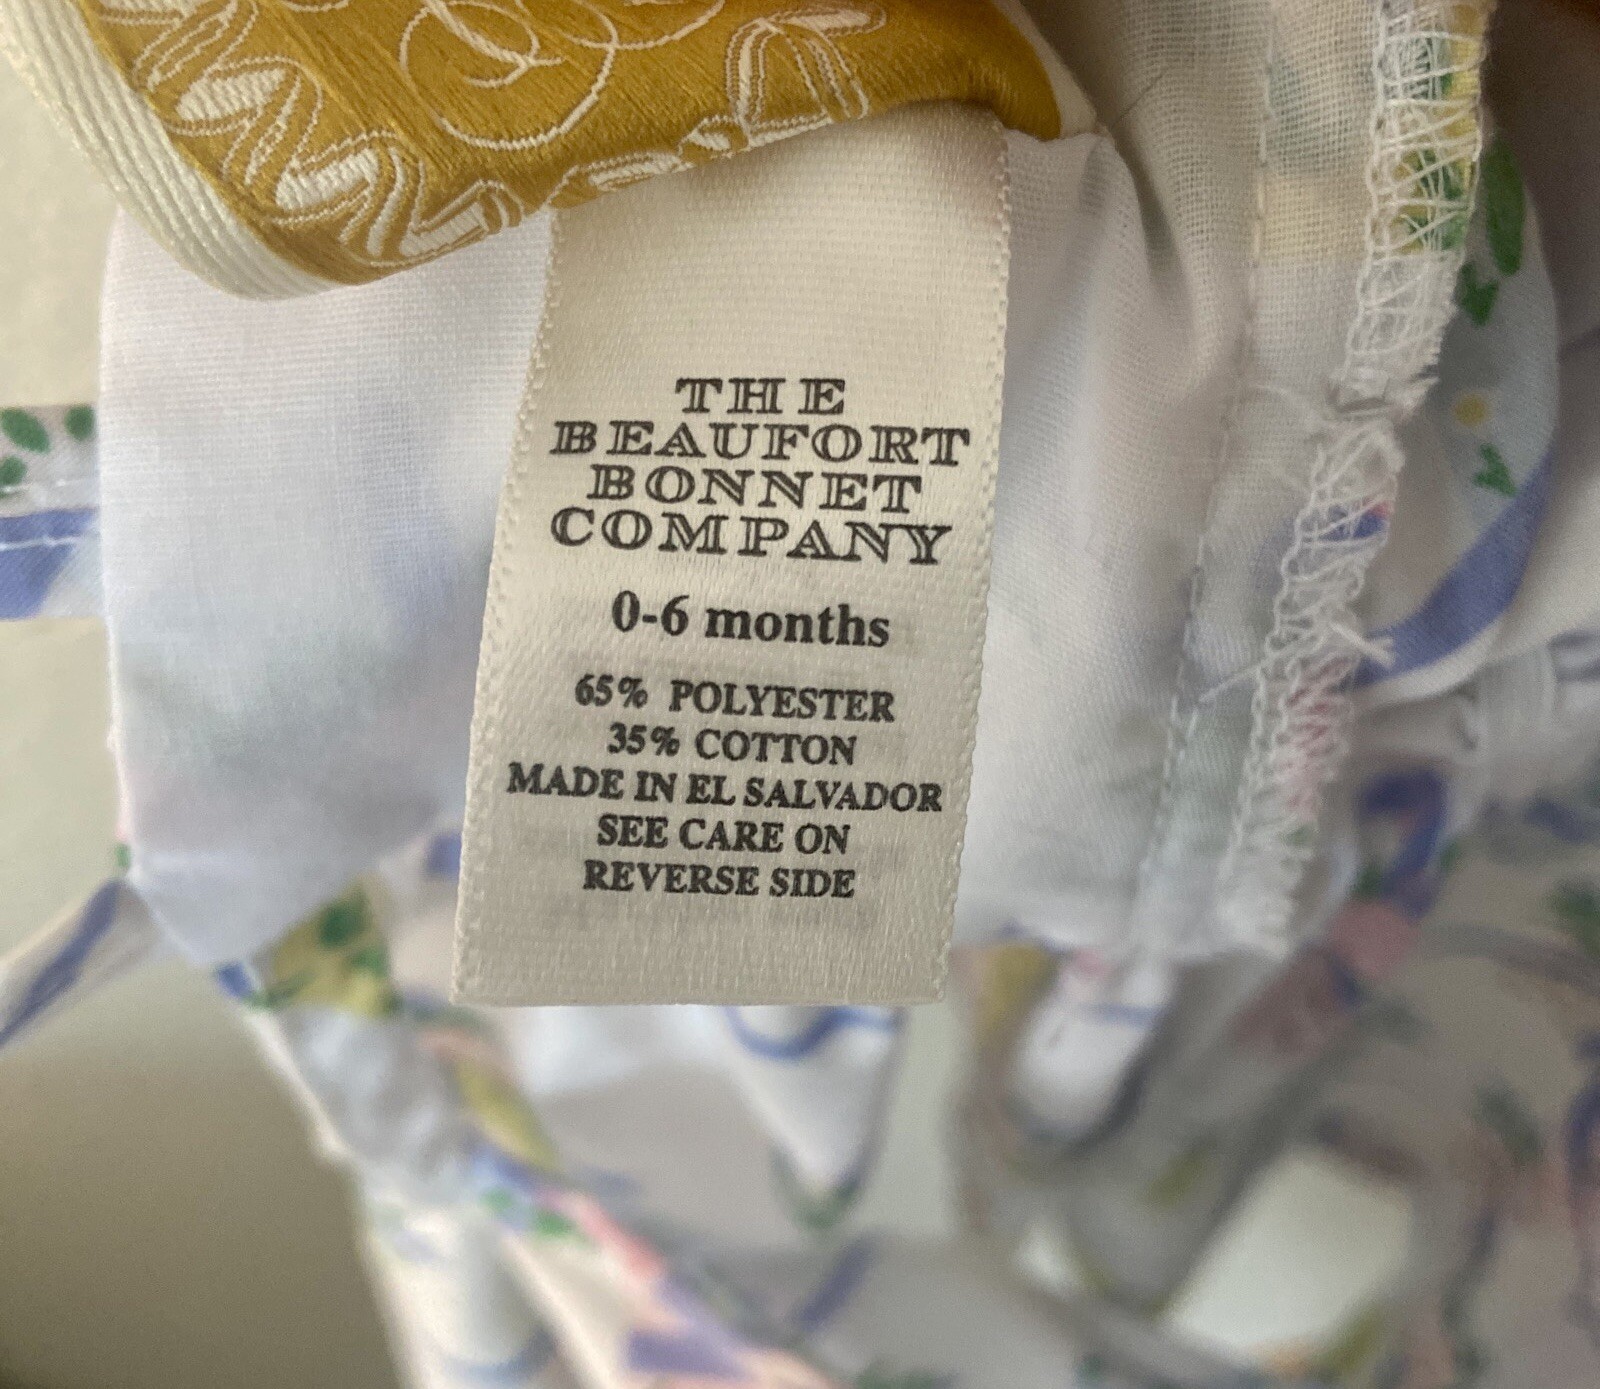 THE
BEAUFORT
BONNET
COMPANY
0-6 months
65% POLYESTER
35% COTTON
MADE IN EL SALVADOR
SEE CARE ON
REVERSE SIDE